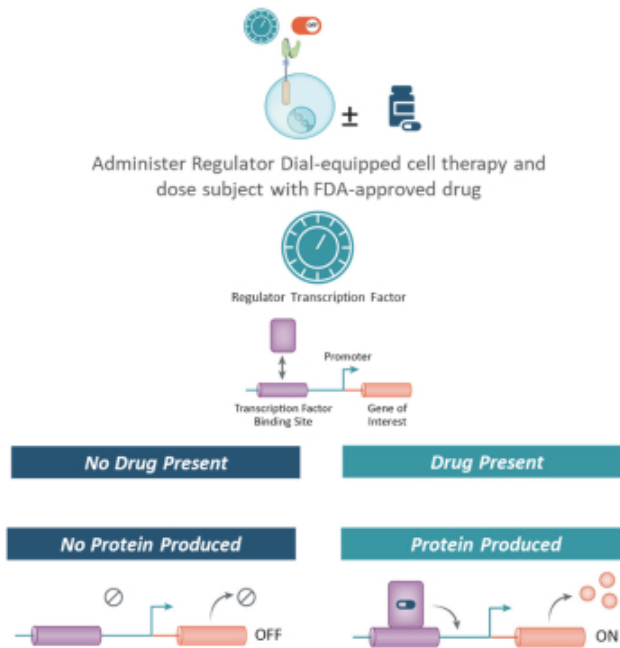 OFF
±
Administer Regulator Dial-equipped cell therapy and
dose subject with FDA-approved drug
Regulator Transcription Factor
Promoter
Transcription Factor
Binding Site
Gene of
Interest
No Drug Present
Drug Present
No Protein Produced
Protein Produced
OFF
ON